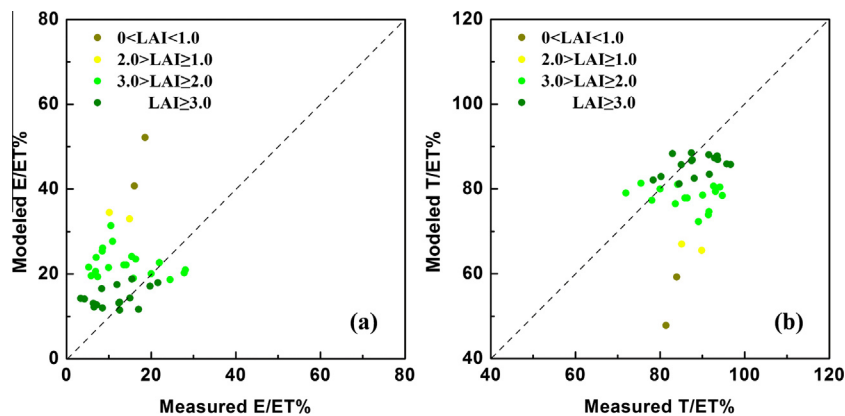 80
60
40
20
0
0 20 40 60 80
Modeled E/ET%
Measured E/ET%
0<LAI<1.0
2.0>LAI≥1.0
3.0>LAI≥2.0
LAI≥3.0
(a)
120
100
80
60
40
40 60 80 100 120
Modeled T/ET%
Measured T/ET%
0<LAI<1.0
2.0>LAI≥1.0
3.0>LAI≥2.0
LAI≥3.0
(b)